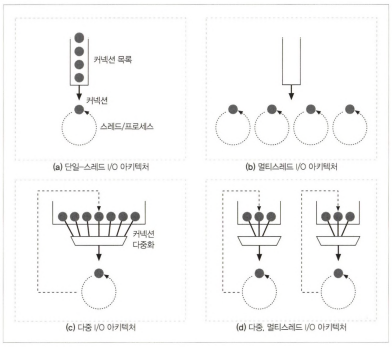 커넥션 목록
커넥션
스레드/프로세스
(a) 단일-스레드 I/O 아키텍처
(b) 멀티스레드 I/O 아키텍처
커넥션
다중화
(c) 다중 I/O 아키텍처
(d) 다중, 멀티스레드 I/O 아키텍처